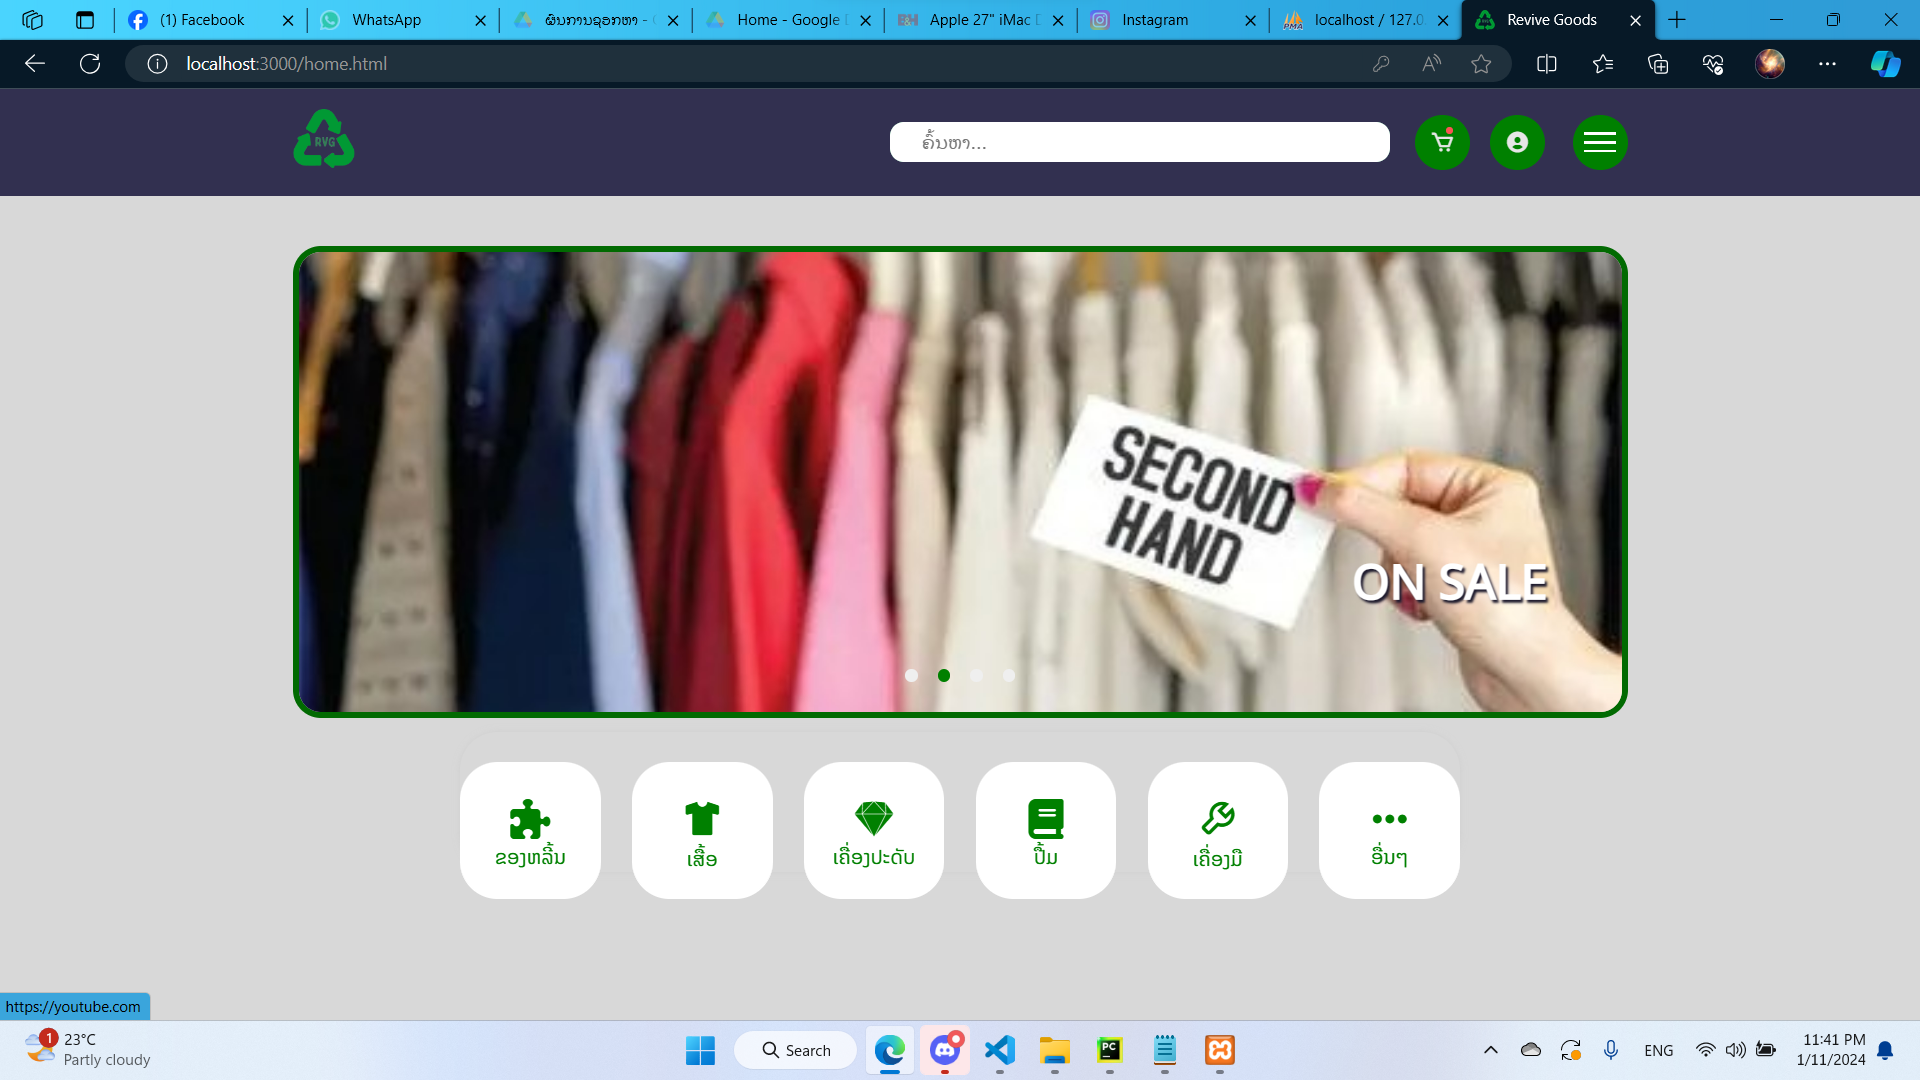 (1) Facebook
WhatsApp
ຜົນການຊອກຫາ -
Home - Google
Apple 27" iMac
Instagram
localhost / 127.0
Revive Goods
localhost:3000/home.html
RVG
ຄົ້ນຫາ...
SECOND
HAND
ON SALE
ຂອງຫລິ້ນ
ເສື້ອ
ເຄື່ອງປະດັບ
ປຶ້ມ
ເຄື່ອງມື
ອື່ນໆ
https://youtube.com
1
23°C
Partly cloudy
Search
PC
ENG
11:41 PM
1/11/2024